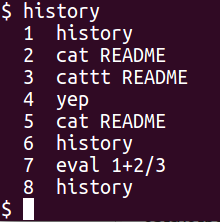 $ history
1 history
2 cat README
3 cattt README
4 yep
5 cat README
6 history
7 eval 1+2/3
8 history
$